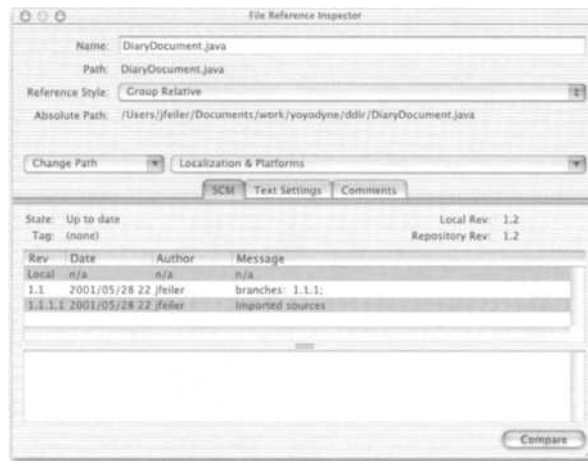 File Reference Inspector
Name: DiaryDocument.java
Path: DiaryDocument.java
Reference Style: Group Relative
Absolute Path: /Users/jfeiler/Documents/work/yoyodyne/ddir/DiaryDocument.java
Change Path Localization & Platforms
SCM Text Settings Comments
State: Up to date Local Rev: 1.2
Tag: (none) Repository Rev: 1.2
Rev Date Author Message
Local n/a n/a n/a
1.1 2001/05/28 22 jfeiler branches: 1.1.1;
1.1.1.1 2001/05/28 22 jfeiler Imported sources
Compare